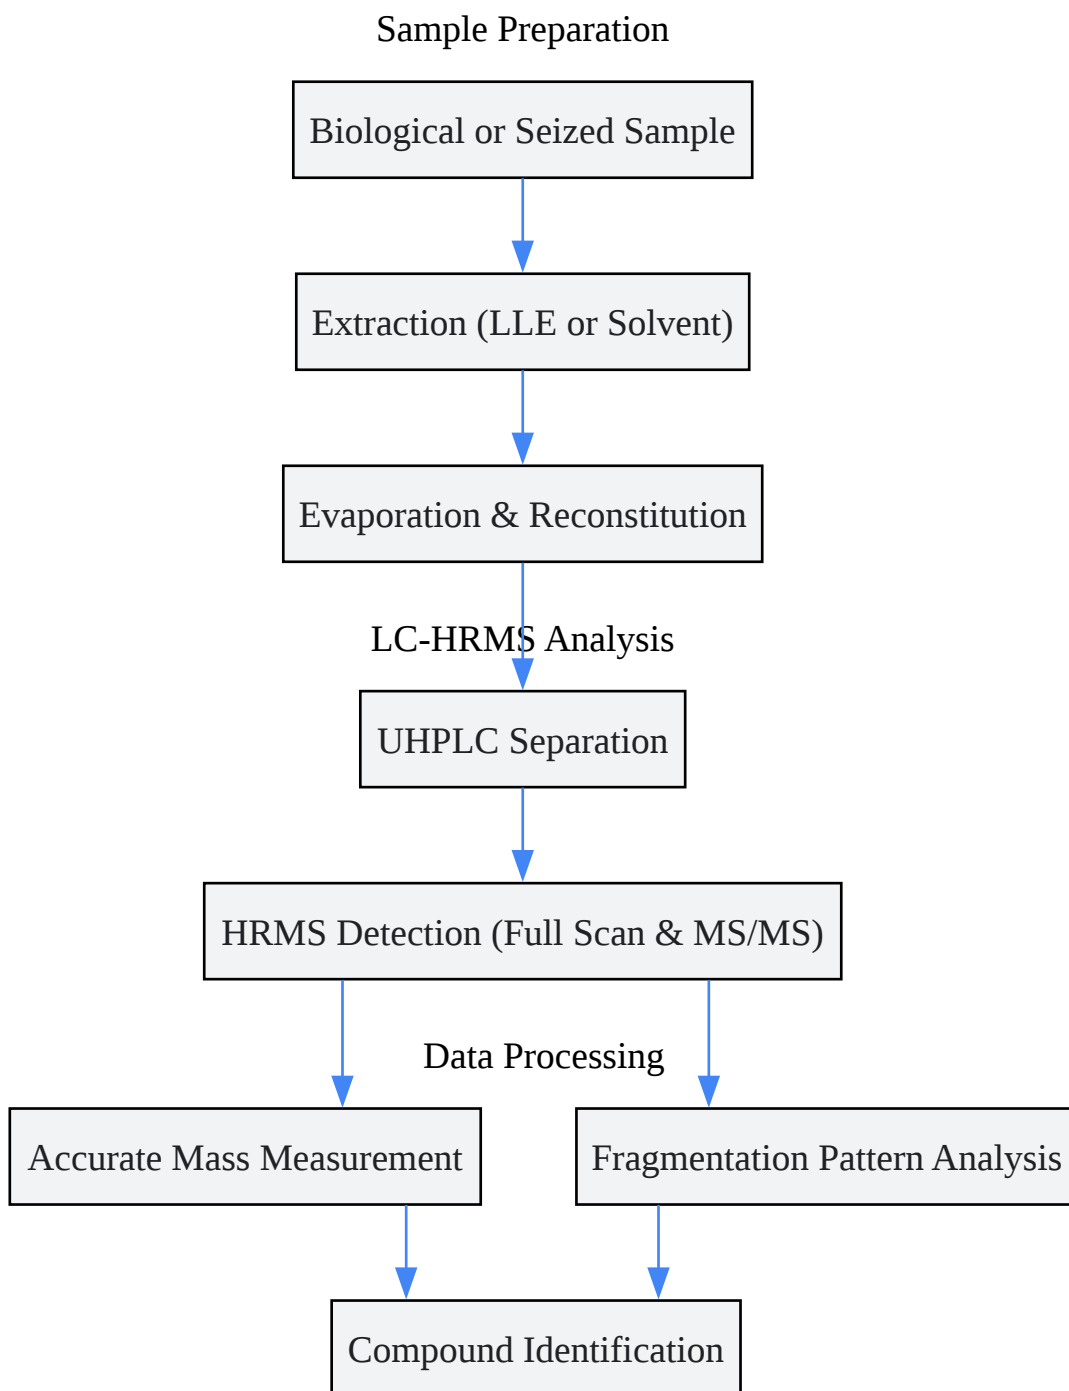 Sample Preparation
Biological or Seized Sample
Extraction (LLE or Solvent)
Evaporation & Reconstitution
LC-HRMS Analysis
UHPLC Separation
HRMS Detection (Full Scan & MS/MS)
Data Processing
Accurate Mass Measurement
Fragmentation Pattern Analysis
Compound Identification